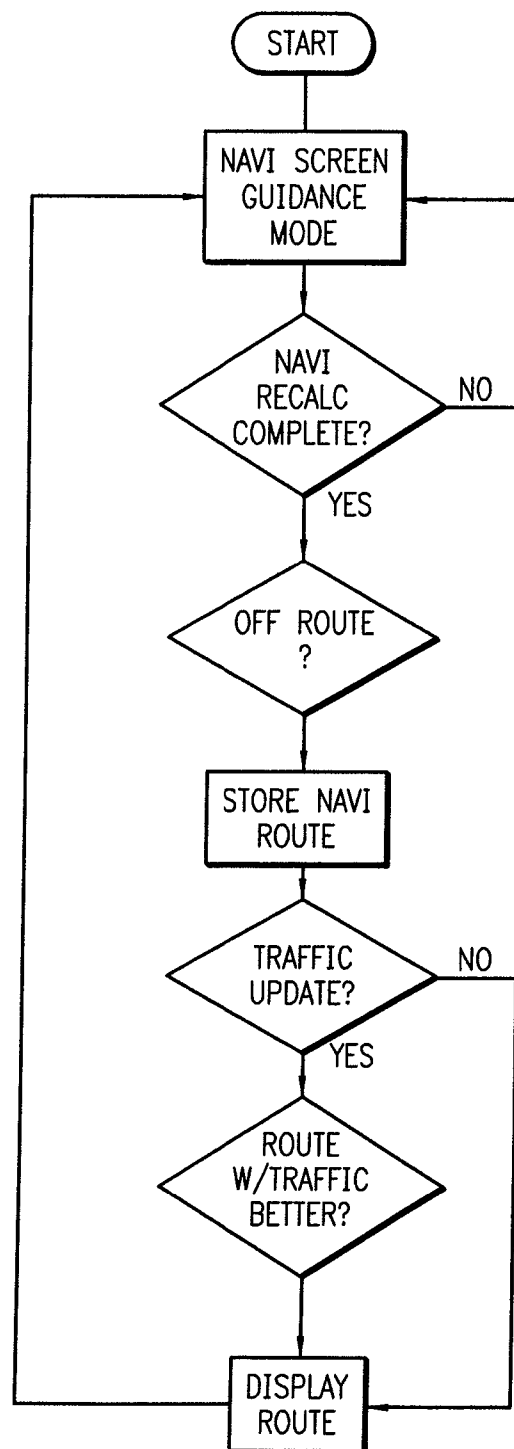 START
NAVI SCREEN
GUIDANCE
MODE
NAVI
RECALC
COMPLETE?
NO
YES
OFF ROUTE
?
STORE NAVI
ROUTE
TRAFFIC
UPDATE?
NO
YES
ROUTE
W/TRAFFIC
BETTER?
DISPLAY
ROUTE